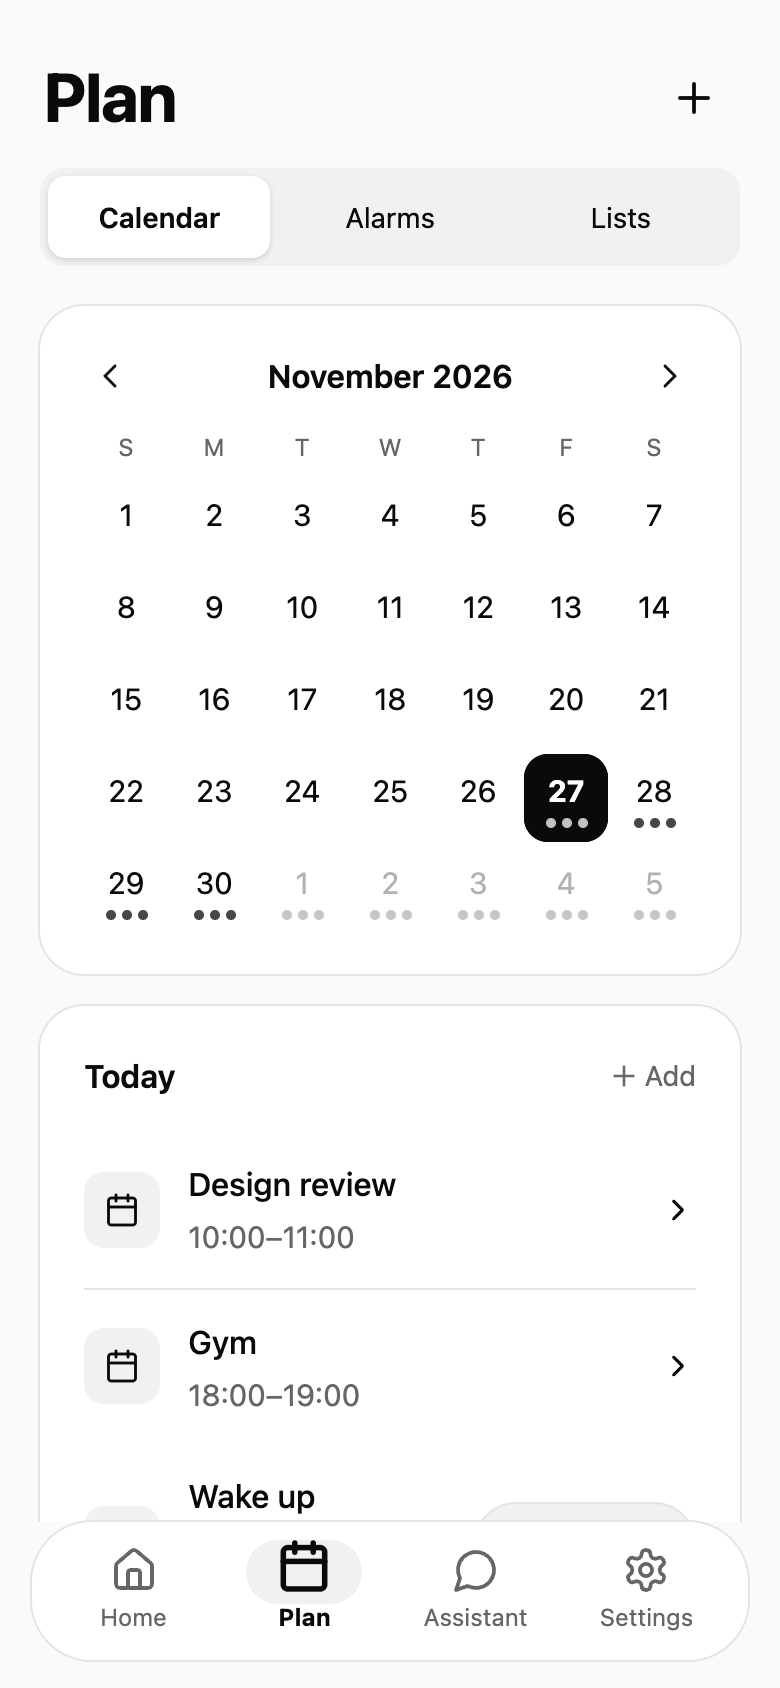 Plan
Calendar Alarms Lists
November 2026
S M T W T F S
1 2 3 4 5 6 7
8 9 10 11 12 13 14
15 16 17 18 19 20 21
22 23 24 25 26 27 28
29 30 1 2 3 4 5
Today + Add
Design review
10:00–11:00
Gym
18:00–19:00
Wake up
Home Plan Assistant Settings